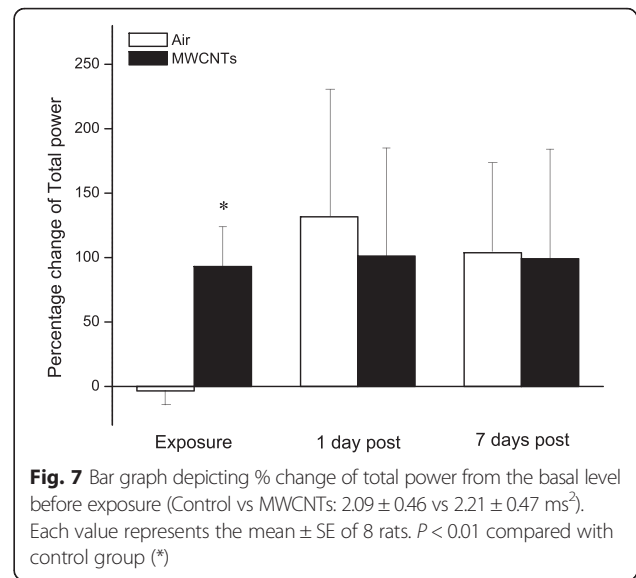 Air
MWCNTs
250
200
150
100
50
0
Percentage change of Total power
*
Exposure
1 day post
7 days post
Fig. 7 Bar graph depicting % change of total power from the basal level
before exposure (Control vs MWCNTs: 2.09 ± 0.46 vs 2.21 ± 0.47 ms²).
Each value represents the mean ± SE of 8 rats. P < 0.01 compared with
control group (*)